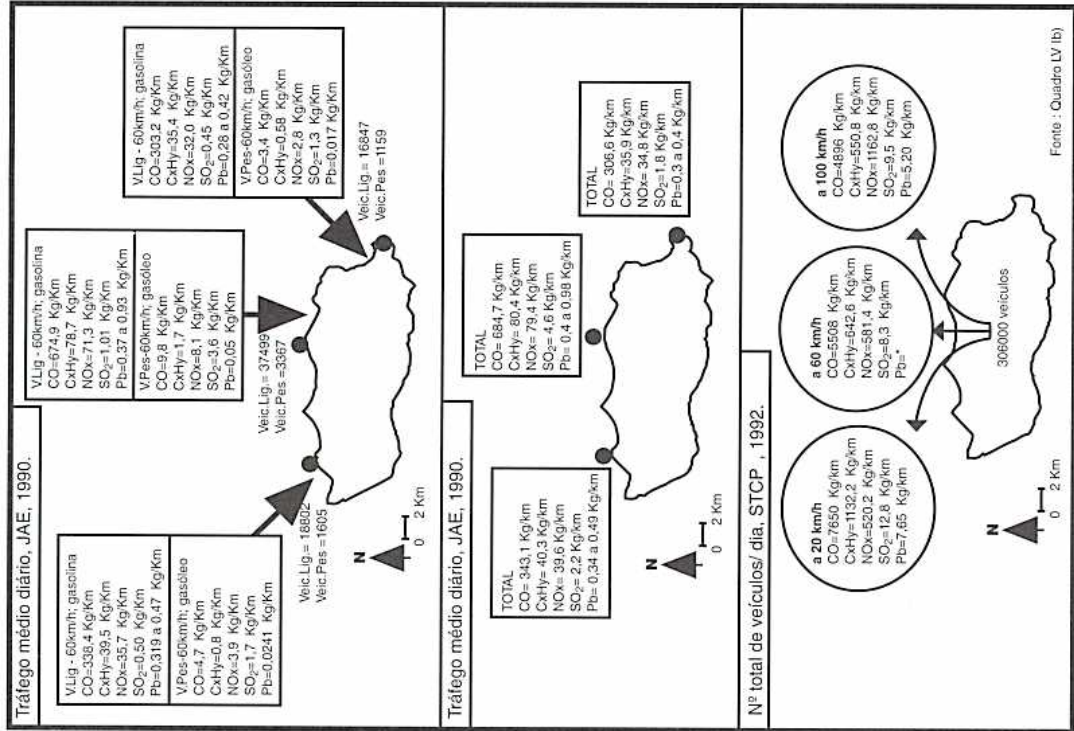 Tráfego médio diário, JAE, 1990.
V.Lig - 60km/h; gasolina
CO=338,4 Kg/Km
CxHy=39,5 Kg/Km
NOx=35,7 Kg/Km
SO2=0,50 Kg/Km
Pb=0,319 a 0,47 Kg/Km
V.Pes-60km/h; gasóleo
CO=4,7 Kg/Km
CxHy=0,8 Kg/Km
NOx=3,9 Kg/Km
SO2=1,7 Kg/Km
Pb=0,0241 Kg/Km
Veic.Lig.= 18802
Veic.Pes =1605
V.Lig - 60km/h; gasolina
CO=674,9 Kg/Km
CxHy=78,7 Kg/Km
NOx=71,3 Kg/Km
SO2=1,01 Kg/Km
Pb=0,37 a 0,93 Kg/Km
V.Pes-60km/h; gasóleo
CO=9,8 Kg/Km
CxHy=1,7 Kg/Km
NOx=8,1 Kg/Km
SO2=3,6 Kg/Km
Pb=0,05 Kg/Km
Veic.Lig.= 37499
Veic.Pes =3367
V.Lig - 60km/h; gasolina
CO=303,2 Kg/Km
CxHy=35,4 Kg/Km
NOx=32,0 Kg/Km
SO2=0,45 Kg/Km
Pb=0,28 a 0,42 Kg/Km
V.Pes-60km/h; gasóleo
CO=3,4 Kg/Km
CxHy=0,58 Kg/Km
NOx=2,8 Kg/Km
SO2=1,3 Kg/Km
Pb=0,017 Kg/Km
Veic.Lig.= 16847
Veic.Pes =1159
N
0 2 Km
Tráfego médio diário, JAE, 1990.
TOTAL
CO= 343,1 Kg/km
CxHy= 40,3 Kg/km
NOx= 39,6 Kg/km
SO2= 2,2 Kg/km
Pb= 0,34 a 0,49 Kg/km
TOTAL
CO= 684,7 Kg/km
CxHy= 80,4 Kg/km
NOx= 79,4 Kg/km
SO2= 4,6 Kg/km
Pb= 0,4 a 0,98 Kg/km
TOTAL
CO= 306,6 Kg/km
CxHy=35,9 Kg/km
NOx= 34,8 Kg/km
SO2=1,8 Kg/km
Pb=0,3 a 0,4 Kg/km
N
0 2 Km
Nº total de veículos/ dia, STCP , 1992.
a 20 km/h
CO=7650 Kg/km
CxHy=1132,2 Kg/km
NOx=520,2 Kg/km
SO2=12,8 Kg/km
Pb=7,65 Kg/km
a 60 km/h
CO=5508 Kg/km
CxHy=642,6 Kg/km
NOx=581,4 Kg/km
SO2=8,3 Kg/km
Pb=*
a 100 km/h
CO=4896 Kg/km
CxHy=550,8 Kg/km
NOx=1162,8 Kg/km
SO2=9,5 Kg/km
Pb=5,20 Kg/km
306000 veículos
N
0 2 Km
Fonte : Quadro LV Ib)